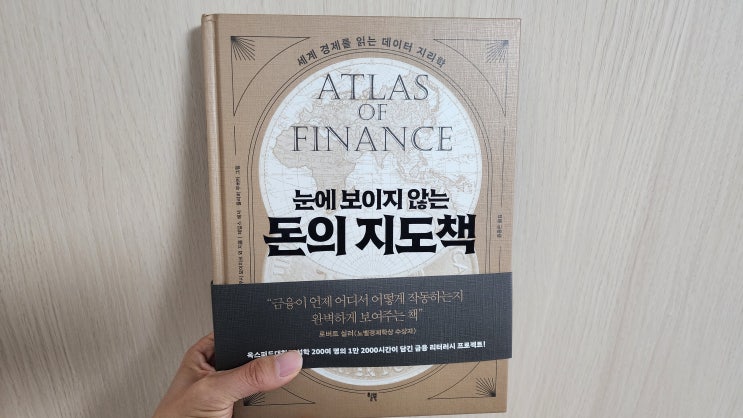 세계 경제를 읽는 데이터 지리학
ATLAS
OF
FINANCE
눈에 보이지 않는
돈의 지도책
“금융이 언제 어디서 어떻게 작동하는지
완벽하게 보여주는 책”
로버트 실러(노벨경제학상 수상자)
200여 명의 1만 2000시간이 담긴 금융 리터러시 프로젝트!
윌북